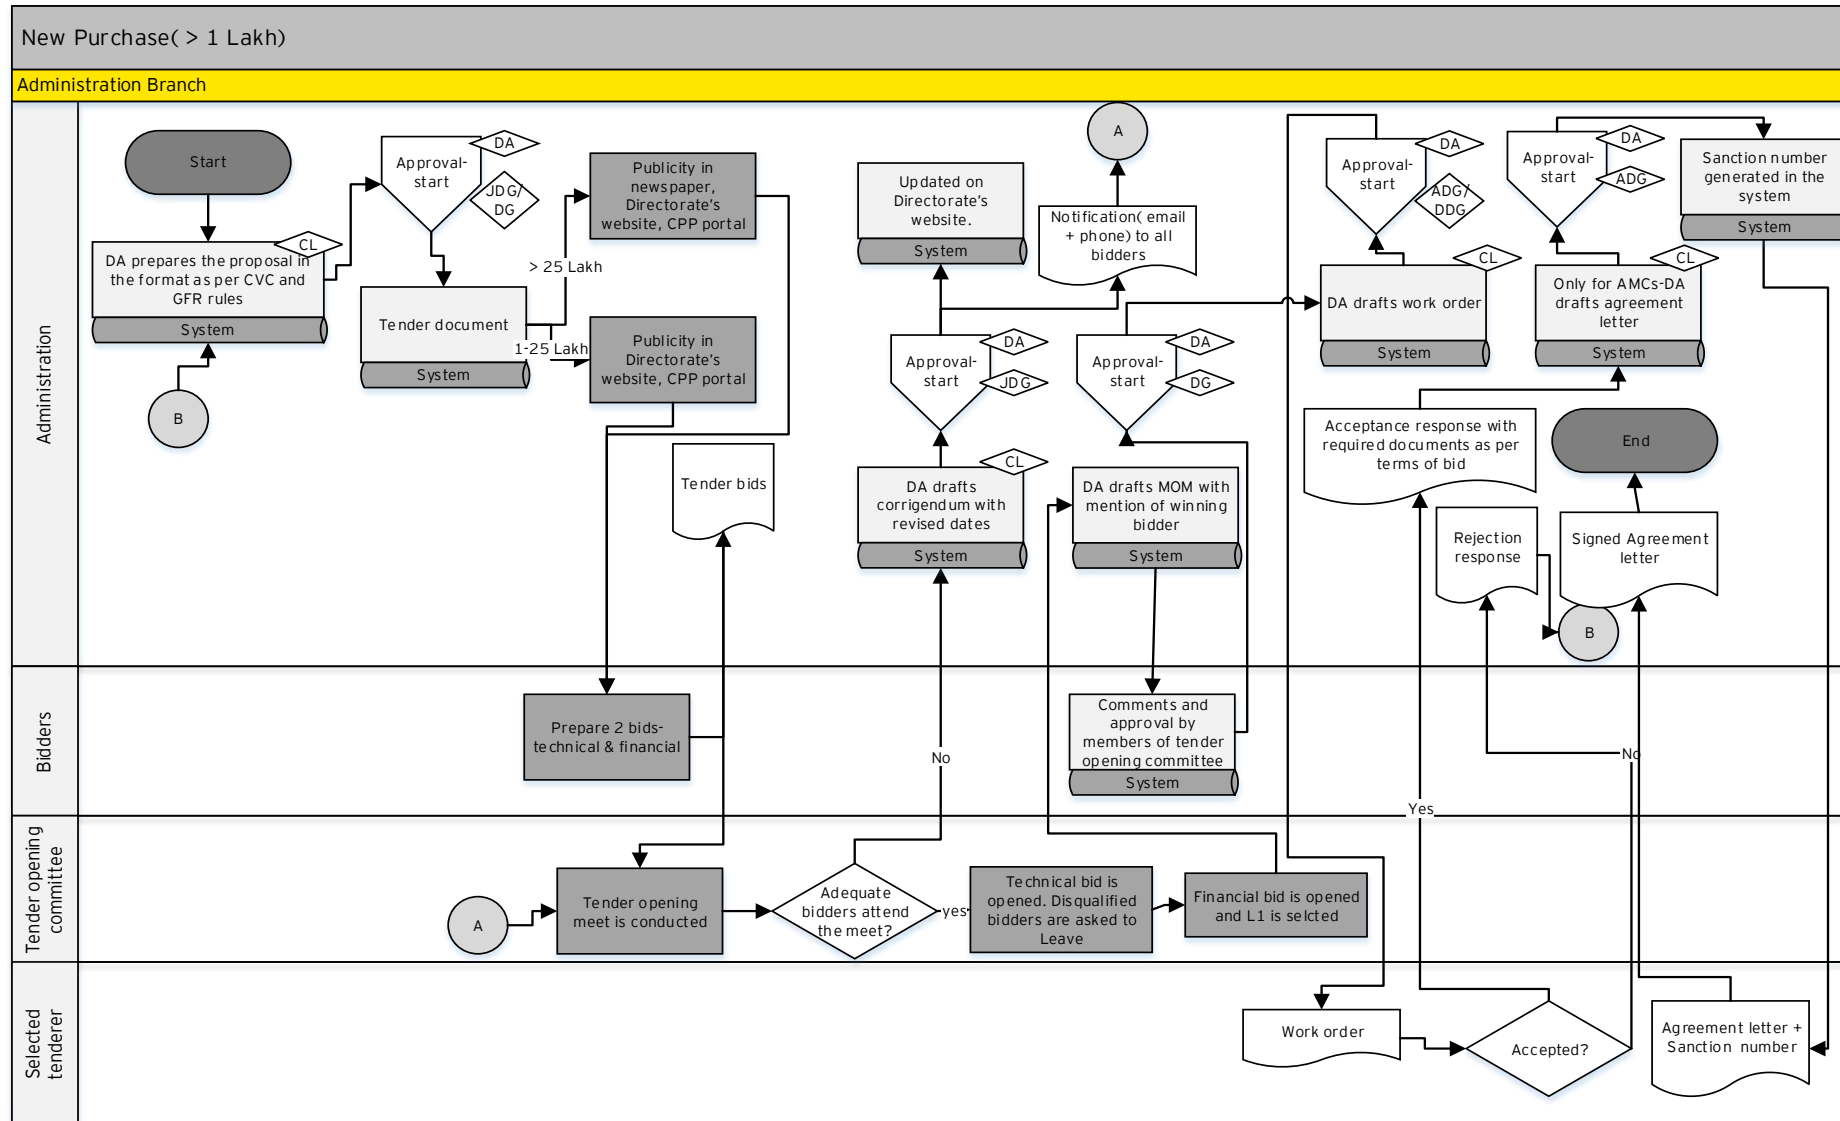 New Purchase( > 1 Lakh)
Administration Branch
Administration
Start
CL
DA prepares the proposal in
the format as per CVC and
GFR rules
System
B
Approval-
start
DA
JDG/
DG
Tender document
System
> 25 Lakh
1-25 Lakh
Publicity in
newspaper,
Directorate's
website, CPP portal
Publicity in
Directorate's
website, CPP portal
Tender bids
Updated on
Directorate's
website.
System
A
Notification( email
+ phone) to all
bidders
Approval-
start
DA
JDG
CL
DA drafts
corrigendum with
revised dates
System
Approval-
start
DA
DG
DA drafts MOM with
mention of winning
bidder
System
Approval-
start
DA
ADG/
DDG
CL
DA drafts work order
System
Approval-
start
DA
ADG
CL
Only for AMCs-DA
drafts agreement
letter
System
Sanction number
generated in the
system
System
Acceptance response with
required documents as per
terms of bid
End
Rejection
response
Signed Agreement
letter
B
Bidders
Prepare 2 bids-
technical & financial
No
Comments and
approval by
members of tender
opening committee
System
No
Yes
Tender opening
committee
A
Tender opening
meet is conducted
Adequate
bidders attend
the meet?
yes
Technical bid is
opened. Disqualified
bidders are asked to
Leave
Financial bid is opened
and L1 is selcted
Selected
tenderer
Work order
Accepted?
Agreement letter +
Sanction number